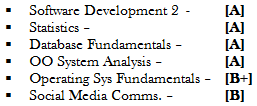 ▪ Software Development 2 - [A]
▪ Statistics – [A]
▪ Database Fundamentals – [A]
▪ OO System Analysis – [A]
▪ Operating Sys Fundamentals – [B+]
▪ Social Media Comms. – [B]